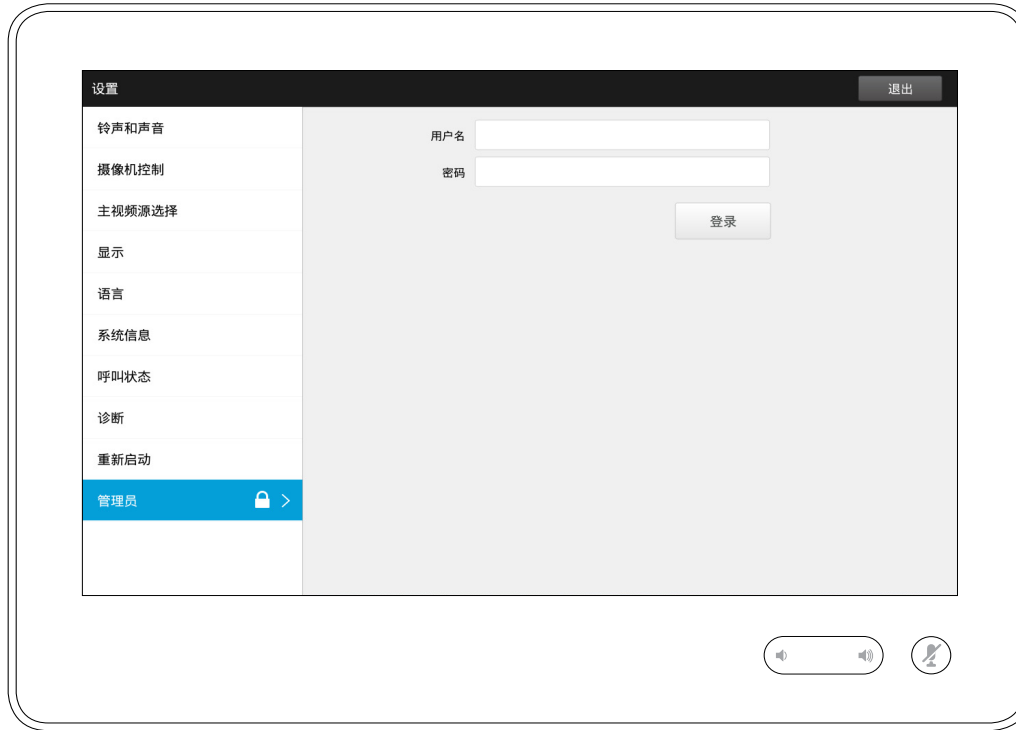 设置
退出
铃声和声音
摄像机控制
主视频源选择
显示
语言
系统信息
呼叫状态
诊断
重新启动
管理员
用户名
密码
登录